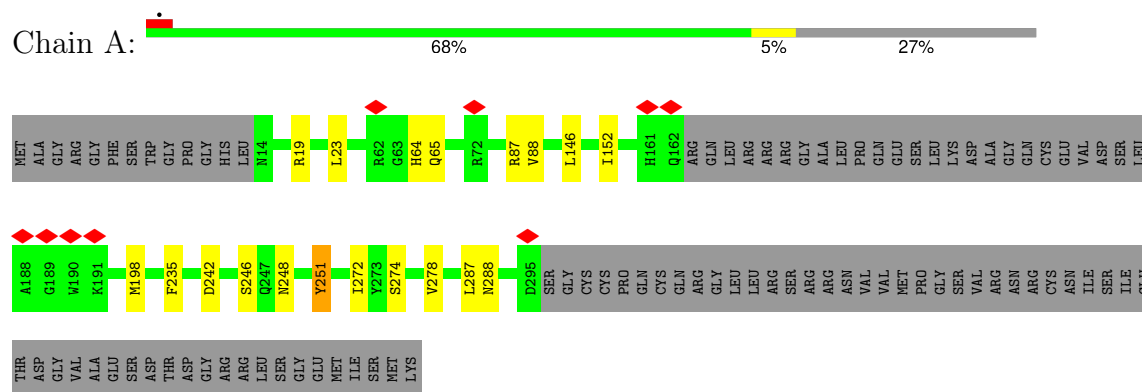 Chain A:
68% 5% 27%
MET ALA GLY ARG GLY PHE SER TRP GLY PRO GLY HIS LEU N14 R19 L23 R62 G63 H64 Q65 R72 R87 V88 L146 I152 H161 Q162 ARG GLN LEU ARG ARG ARG GLY ALA LEU PRO GLN GLU SER LEU LYS ASP ALA GLY GLN CYS GLU VAL ASP SER LEU
A188 G189 W190 K191 M198 F235 D242 S246 Q247 N248 Y251 I272 Y273 S274 V278 L287 N288 D295 SER GLY CYS CYS PRO GLN CYS GLN ARG GLY LEU LEU ARG SER ARG ARG ASN VAL VAL MET PRO GLY SER VAL ARG ASN ARG CYS ASN ILE SER ILE
THR ASP GLY VAL ALA GLU SER ASP THR ASP GLY ARG ARG LEU SER GLY GLU MET ILE SER MET LYS